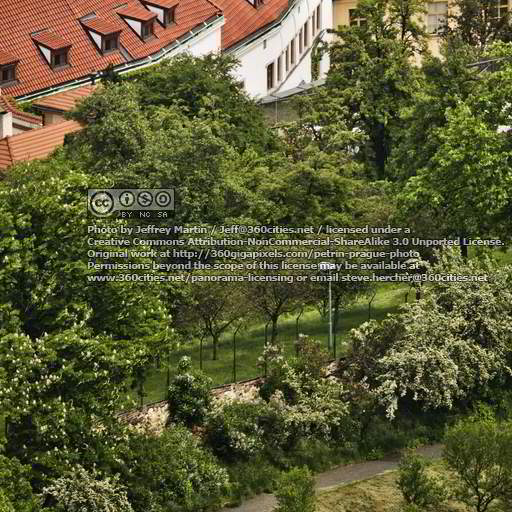 cc BY NC SA
Photo by Jeffrey Martin / Jeff@360cities.net / licensed under a
Creative Commons Attribution-NonCommercial-ShareAlike 3.0 Unported License.
Original work at http://360gigapixels.com/petrin-prague-photo
Permissions beyond the scope of this license may be available at
www.360cities.net/panorama-licensing or email steve.hercher@360cities.net